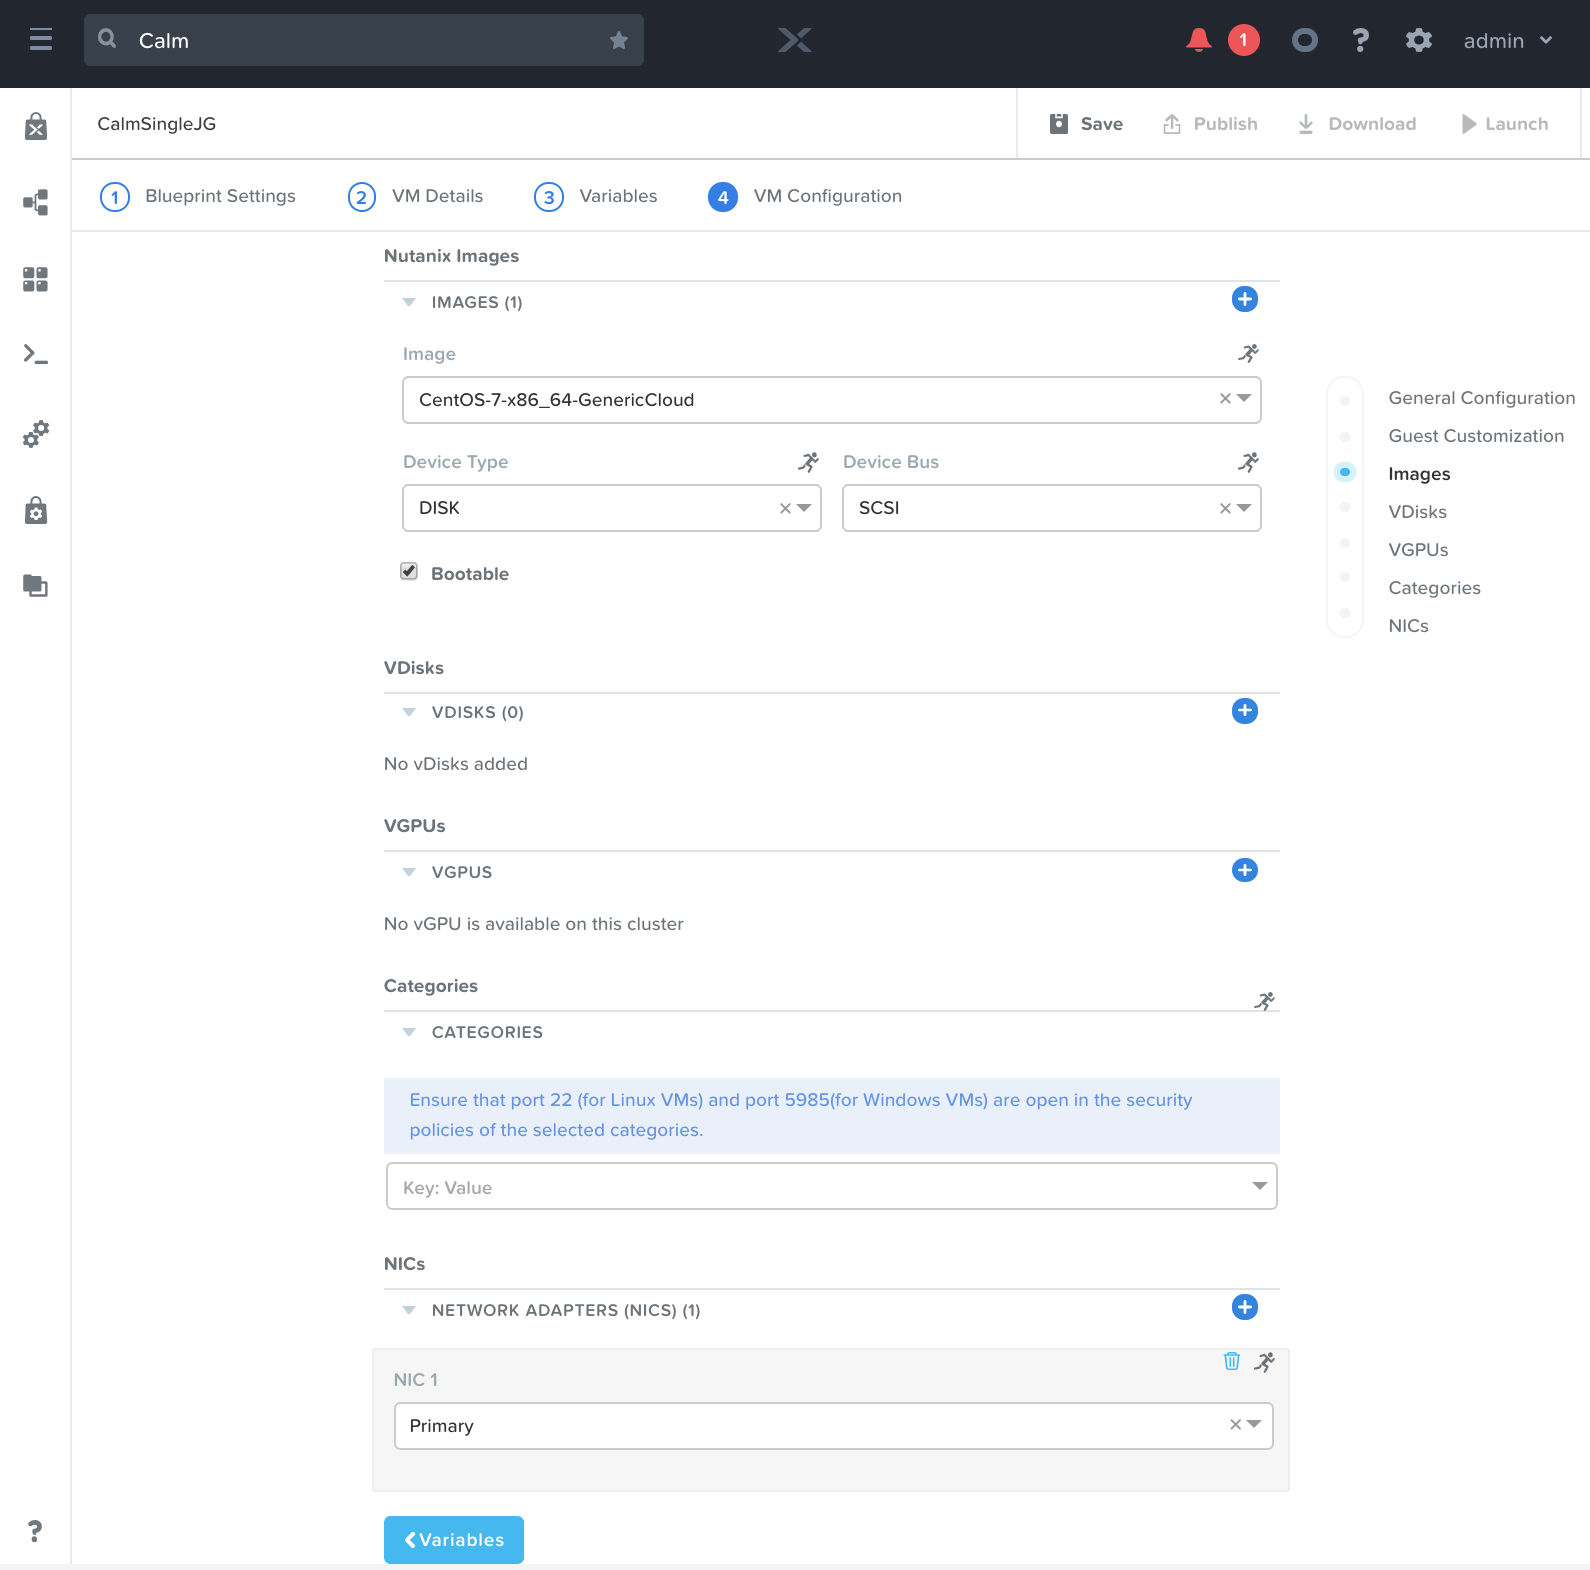 Calm
1
admin
CalmSingleJG
Save
Publish
Download
Launch
1 Blueprint Settings
2 VM Details
3 Variables
4 VM Configuration
Nutanix Images
IMAGES (1)
Image
CentOS-7-x86_64-GenericCloud
Device Type
Device Bus
DISK
SCSI
Bootable
VDisks
VDISKS (0)
No vDisks added
VGPUs
VGPUS
No vGPU is available on this cluster
Categories
CATEGORIES
Ensure that port 22 (for Linux VMs) and port 5985(for Windows VMs) are open in the security
policies of the selected categories.
Key: Value
NICs
NETWORK ADAPTERS (NICS) (1)
NIC 1
Primary
Variables
General Configuration
Guest Customization
Images
VDisks
VGPUs
Categories
NICs